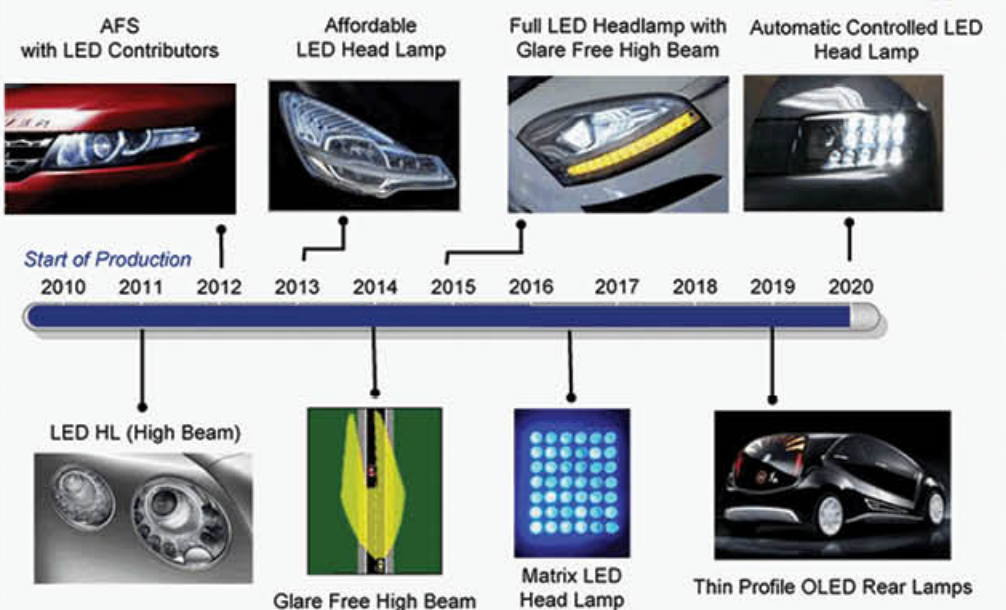 AFS
with LED Contributors
Affordable
LED Head Lamp
Full LED Headlamp with
Glare Free High Beam
Automatic Controlled LED
Head Lamp
Start of Production
2010 2011 2012 2013 2014 2015 2016 2017 2018 2019 2020
LED HL (High Beam)
Glare Free High Beam
Matrix LED
Head Lamp
Thin Profile OLED Rear Lamps